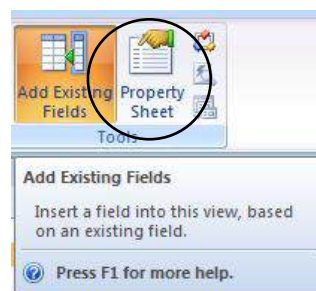 Add Existing Property
Fields Sheet
Tools
Add Existing Fields
Insert a field into this view, based
on an existing field.
Press F1 for more help.